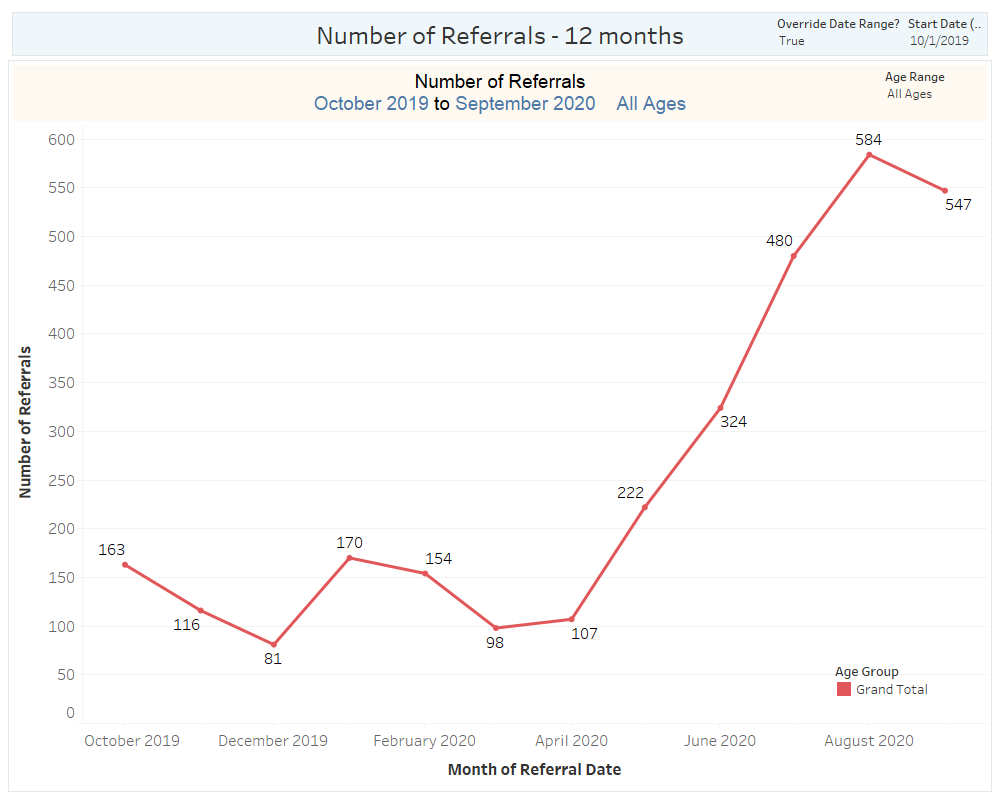 Number of Referrals - 12 months
Override Date Range? Start Date (..
True 10/1/2019
Number of Referrals
October 2019 to September 2020 All Ages
Age Range
All Ages
Number of Referrals
600
550
500
450
400
350
300
250
200
150
100
50
0
163
116
81
170
154
98
107
222
324
480
584
547
Age Group
Grand Total
October 2019 December 2019 February 2020 April 2020 June 2020 August 2020
Month of Referral Date